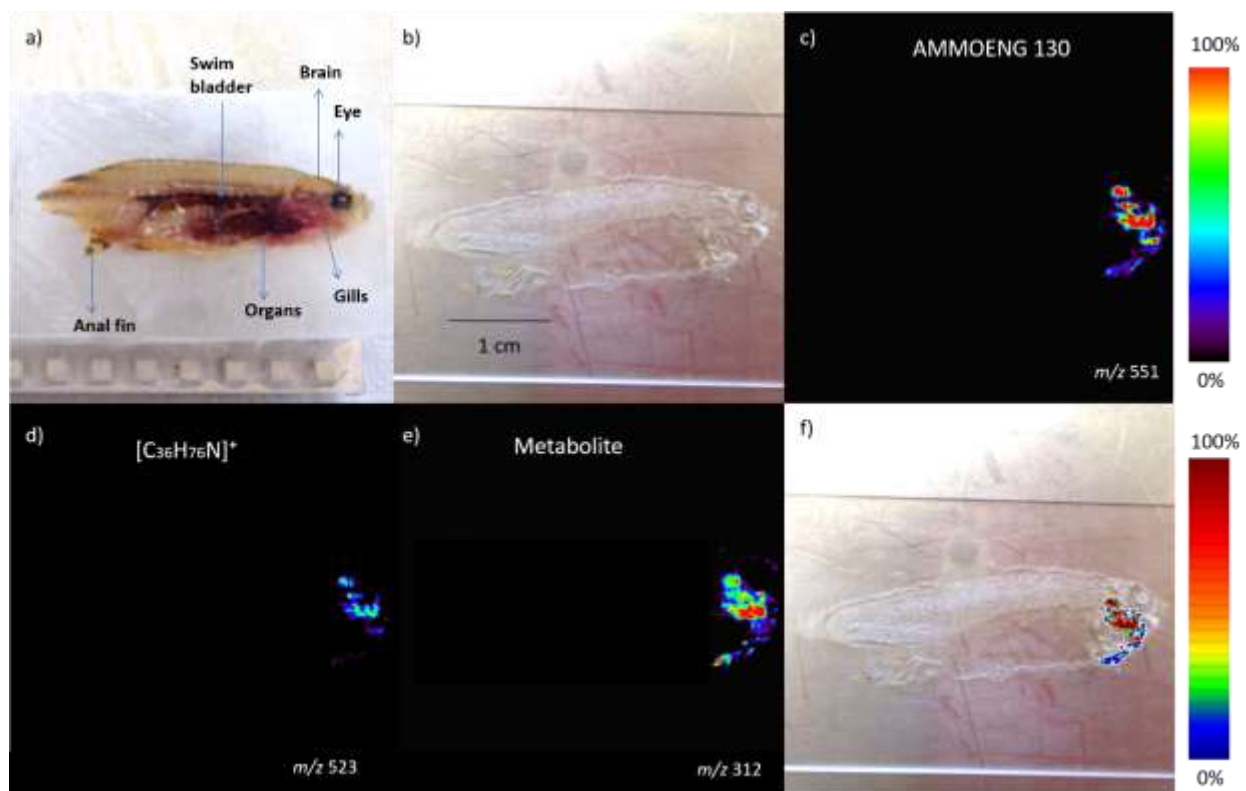 a)
Swim
bladder
Brain
Eye
Anal fin
Organs
Gills
b)
1 cm
c)
AMMOENG 130
m/z 551
100%
0%
d)
[C₃₆H₇₆N]⁺
m/z 523
e)
Metabolite
m/z 312
f)
100%
0%